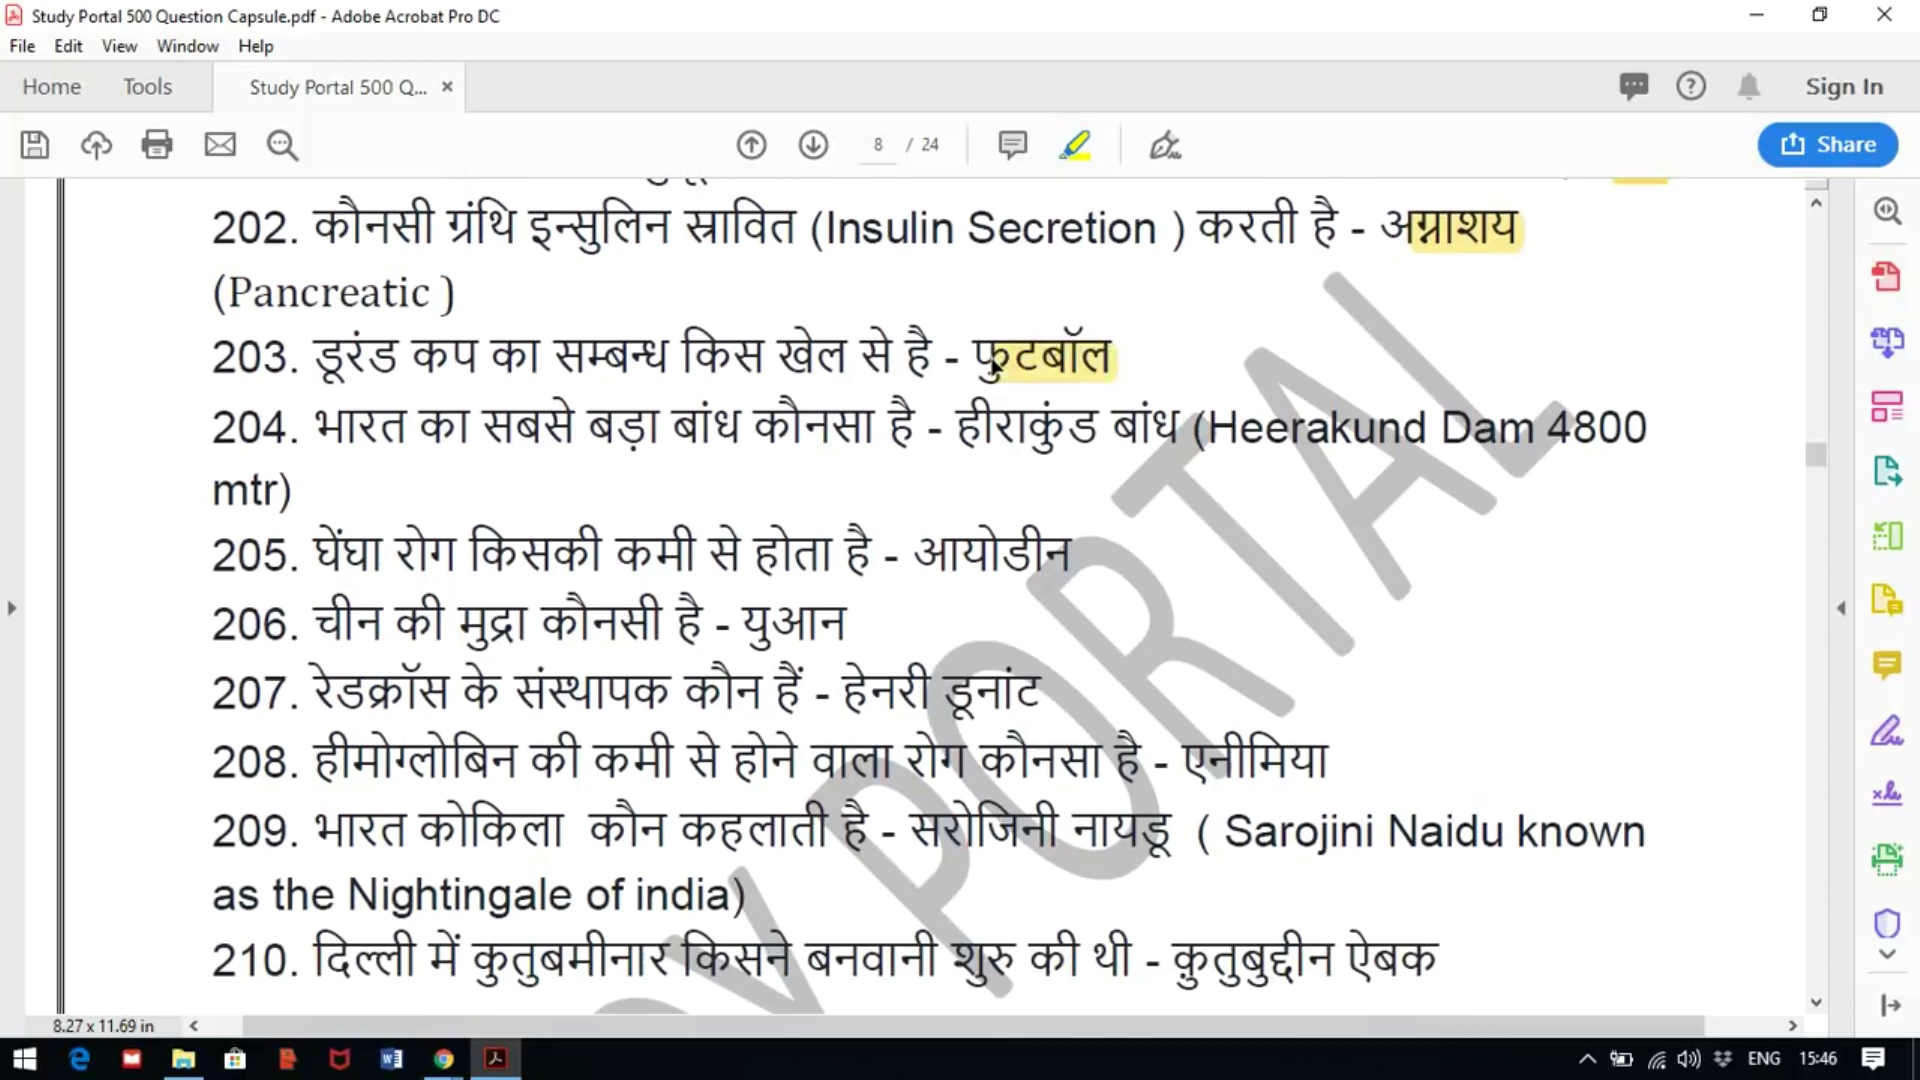 Study Portal 500 Question Capsule.pdf - Adobe Acrobat Pro DC
File Edit View Window Help
Home Tools Study Portal 500 Q... × Sign In
8 / 24 Share
202. कौनसी ग्रंथि इन्सुलिन स्रावित (Insulin Secretion ) करती है - अग्नाशय
(Pancreatic )
203. डूरंड कप का सम्बन्ध किस खेल से है - फुटबॉल
204. भारत का सबसे बड़ा बांध कौनसा है - हीराकुंड बांध (Heerakund Dam 4800
mtr)
205. घेंघा रोग किसकी कमी से होता है - आयोडीन
206. चीन की मुद्रा कौनसी है - युआन
207. रेडक्रॉस के संस्थापक कौन हैं - हेनरी डूनांट
208. हीमोग्लोबिन की कमी से होने वाला रोग कौनसा है - एनीमिया
209. भारत कोकिला कौन कहलाती है - सरोजिनी नायडू ( Sarojini Naidu known
as the Nightingale of india)
210. दिल्ली में कुतुबमीनार किसने बनवानी शुरु की थी - क़ुतुबुद्दीन ऐबक
PORTAL
8.27 x 11.69 in
ENG 15:46